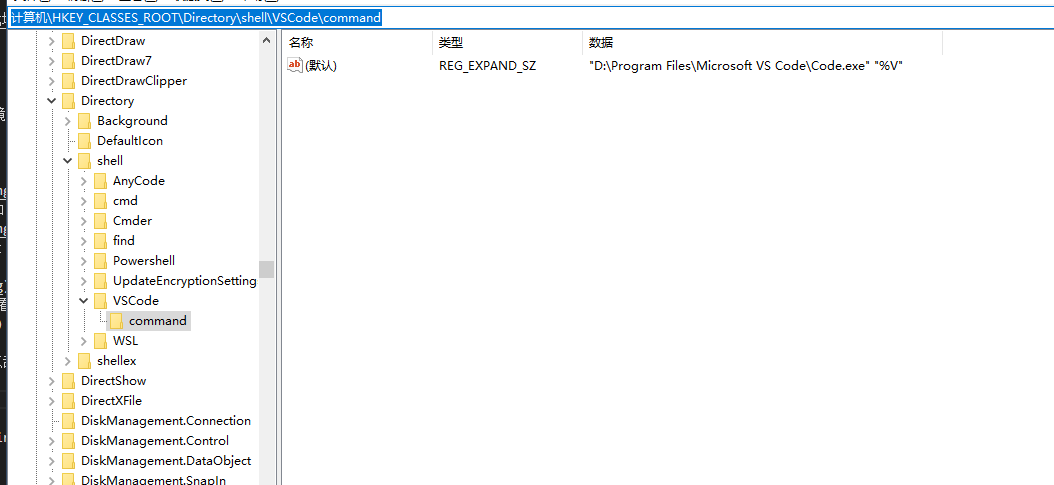 计算机\HKEY_CLASSES_ROOT\Directory\shell\VSCode\command
DirectDraw
DirectDraw7
DirectDrawClipper
Directory
Background
DefaultIcon
shell
AnyCode
cmd
Cmder
find
Powershell
UpdateEncryptionSetting
VSCode
command
WSL
shellex
DirectShow
DirectXFile
DiskManagement.Connection
DiskManagement.Control
DiskManagement.DataObject
DiskManagement.SnapIn
名称 类型 数据
ab (默认) REG_EXPAND_SZ "D:\Program Files\Microsoft VS Code\Code.exe" "%V"